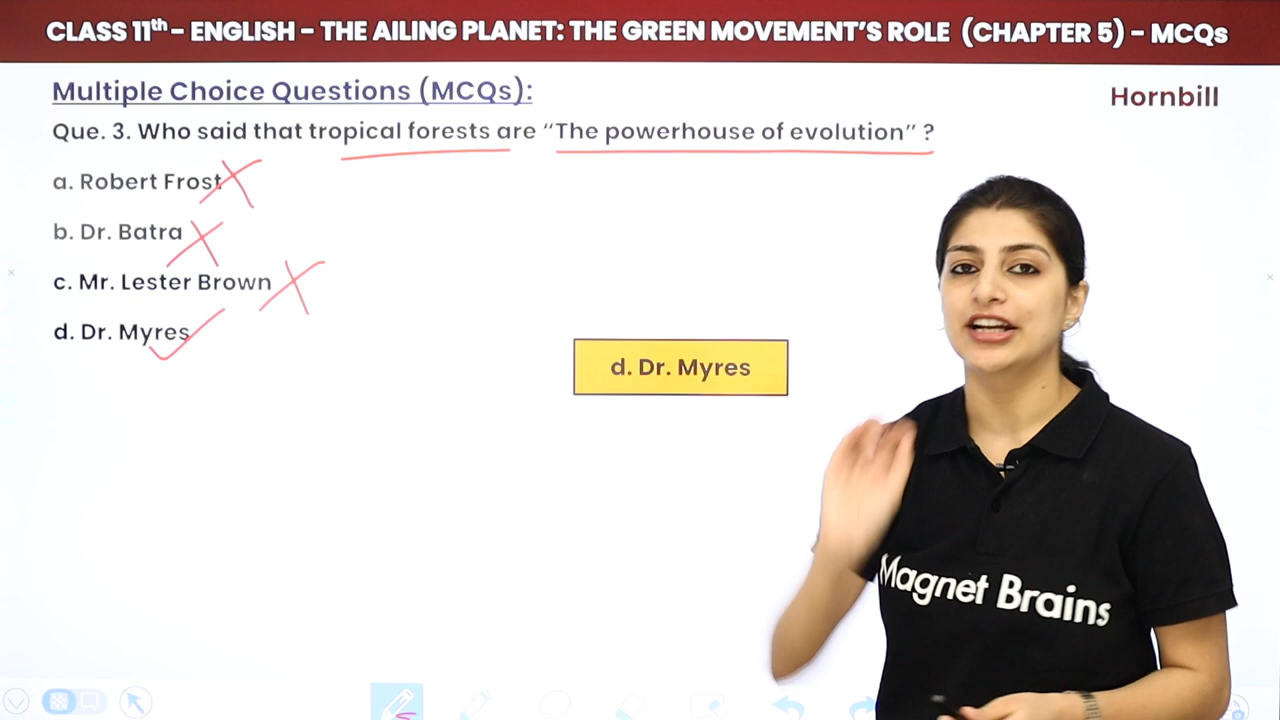 CLASS 11th - ENGLISH - THE AILING PLANET: THE GREEN MOVEMENT'S ROLE (CHAPTER 5) - MCQs
Multiple Choice Questions (MCQs):
Hornbill
Que. 3. Who said that tropical forests are "The powerhouse of evolution" ?
a. Robert Frost
b. Dr. Batra
c. Mr. Lester Brown
d. Dr. Myres
d. Dr. Myres
Magnet Brains